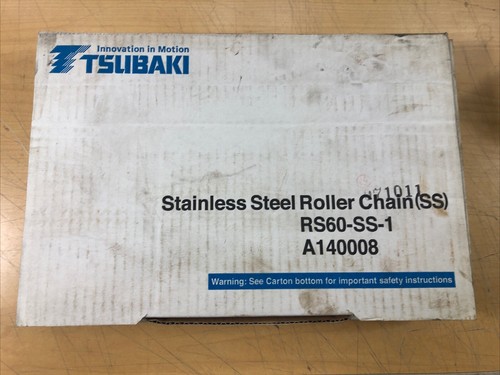 Innovation in Motion
TSUBAKI
071011
Stainless Steel Roller Chain(SS)
RS60-SS-1
A140008
Warning: See Carton bottom for important safety instructions